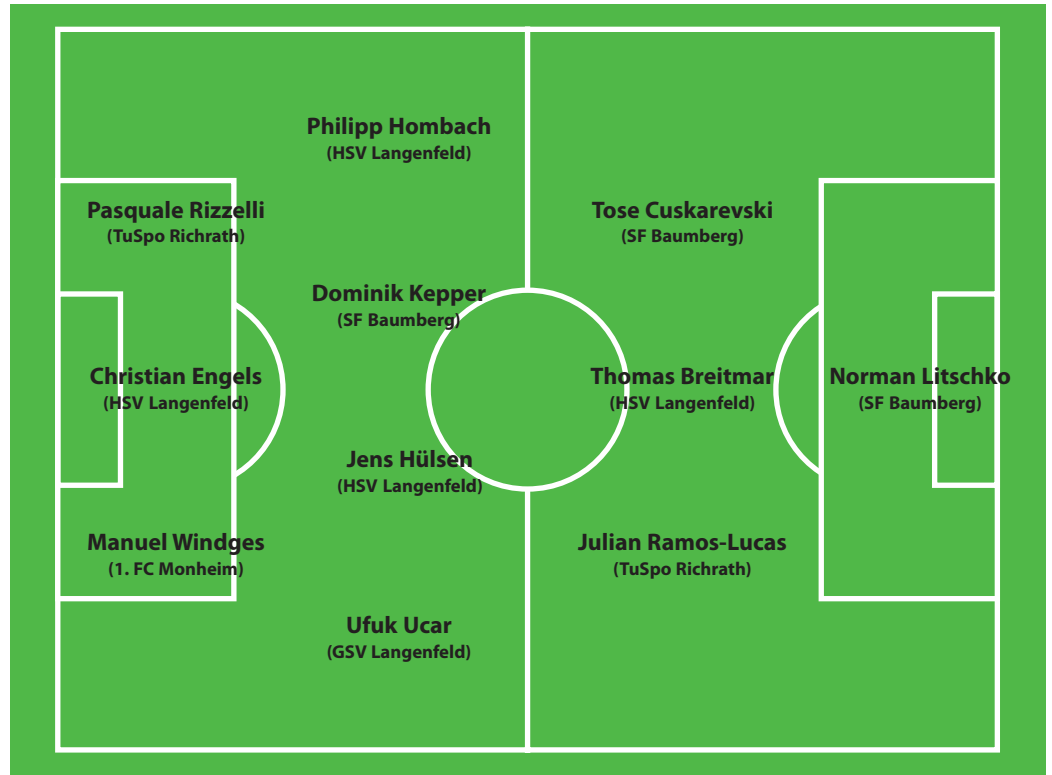 Philipp Hombach
(HSV Langenfeld)
Pasquale Rizzelli
(TuSpo Richrath)
Tose Cuskarevski
(SF Baumberg)
Dominik Kepper
(SF Baumberg)
Christian Engels
(HSV Langenfeld)
Thomas Breitmar
(HSV Langenfeld)
Norman Litschko
(SF Baumberg)
Jens Hülsen
(HSV Langenfeld)
Manuel Windges
(1. FC Monheim)
Julian Ramos-Lucas
(TuSpo Richrath)
Ufuk Ucar
(GSV Langenfeld)